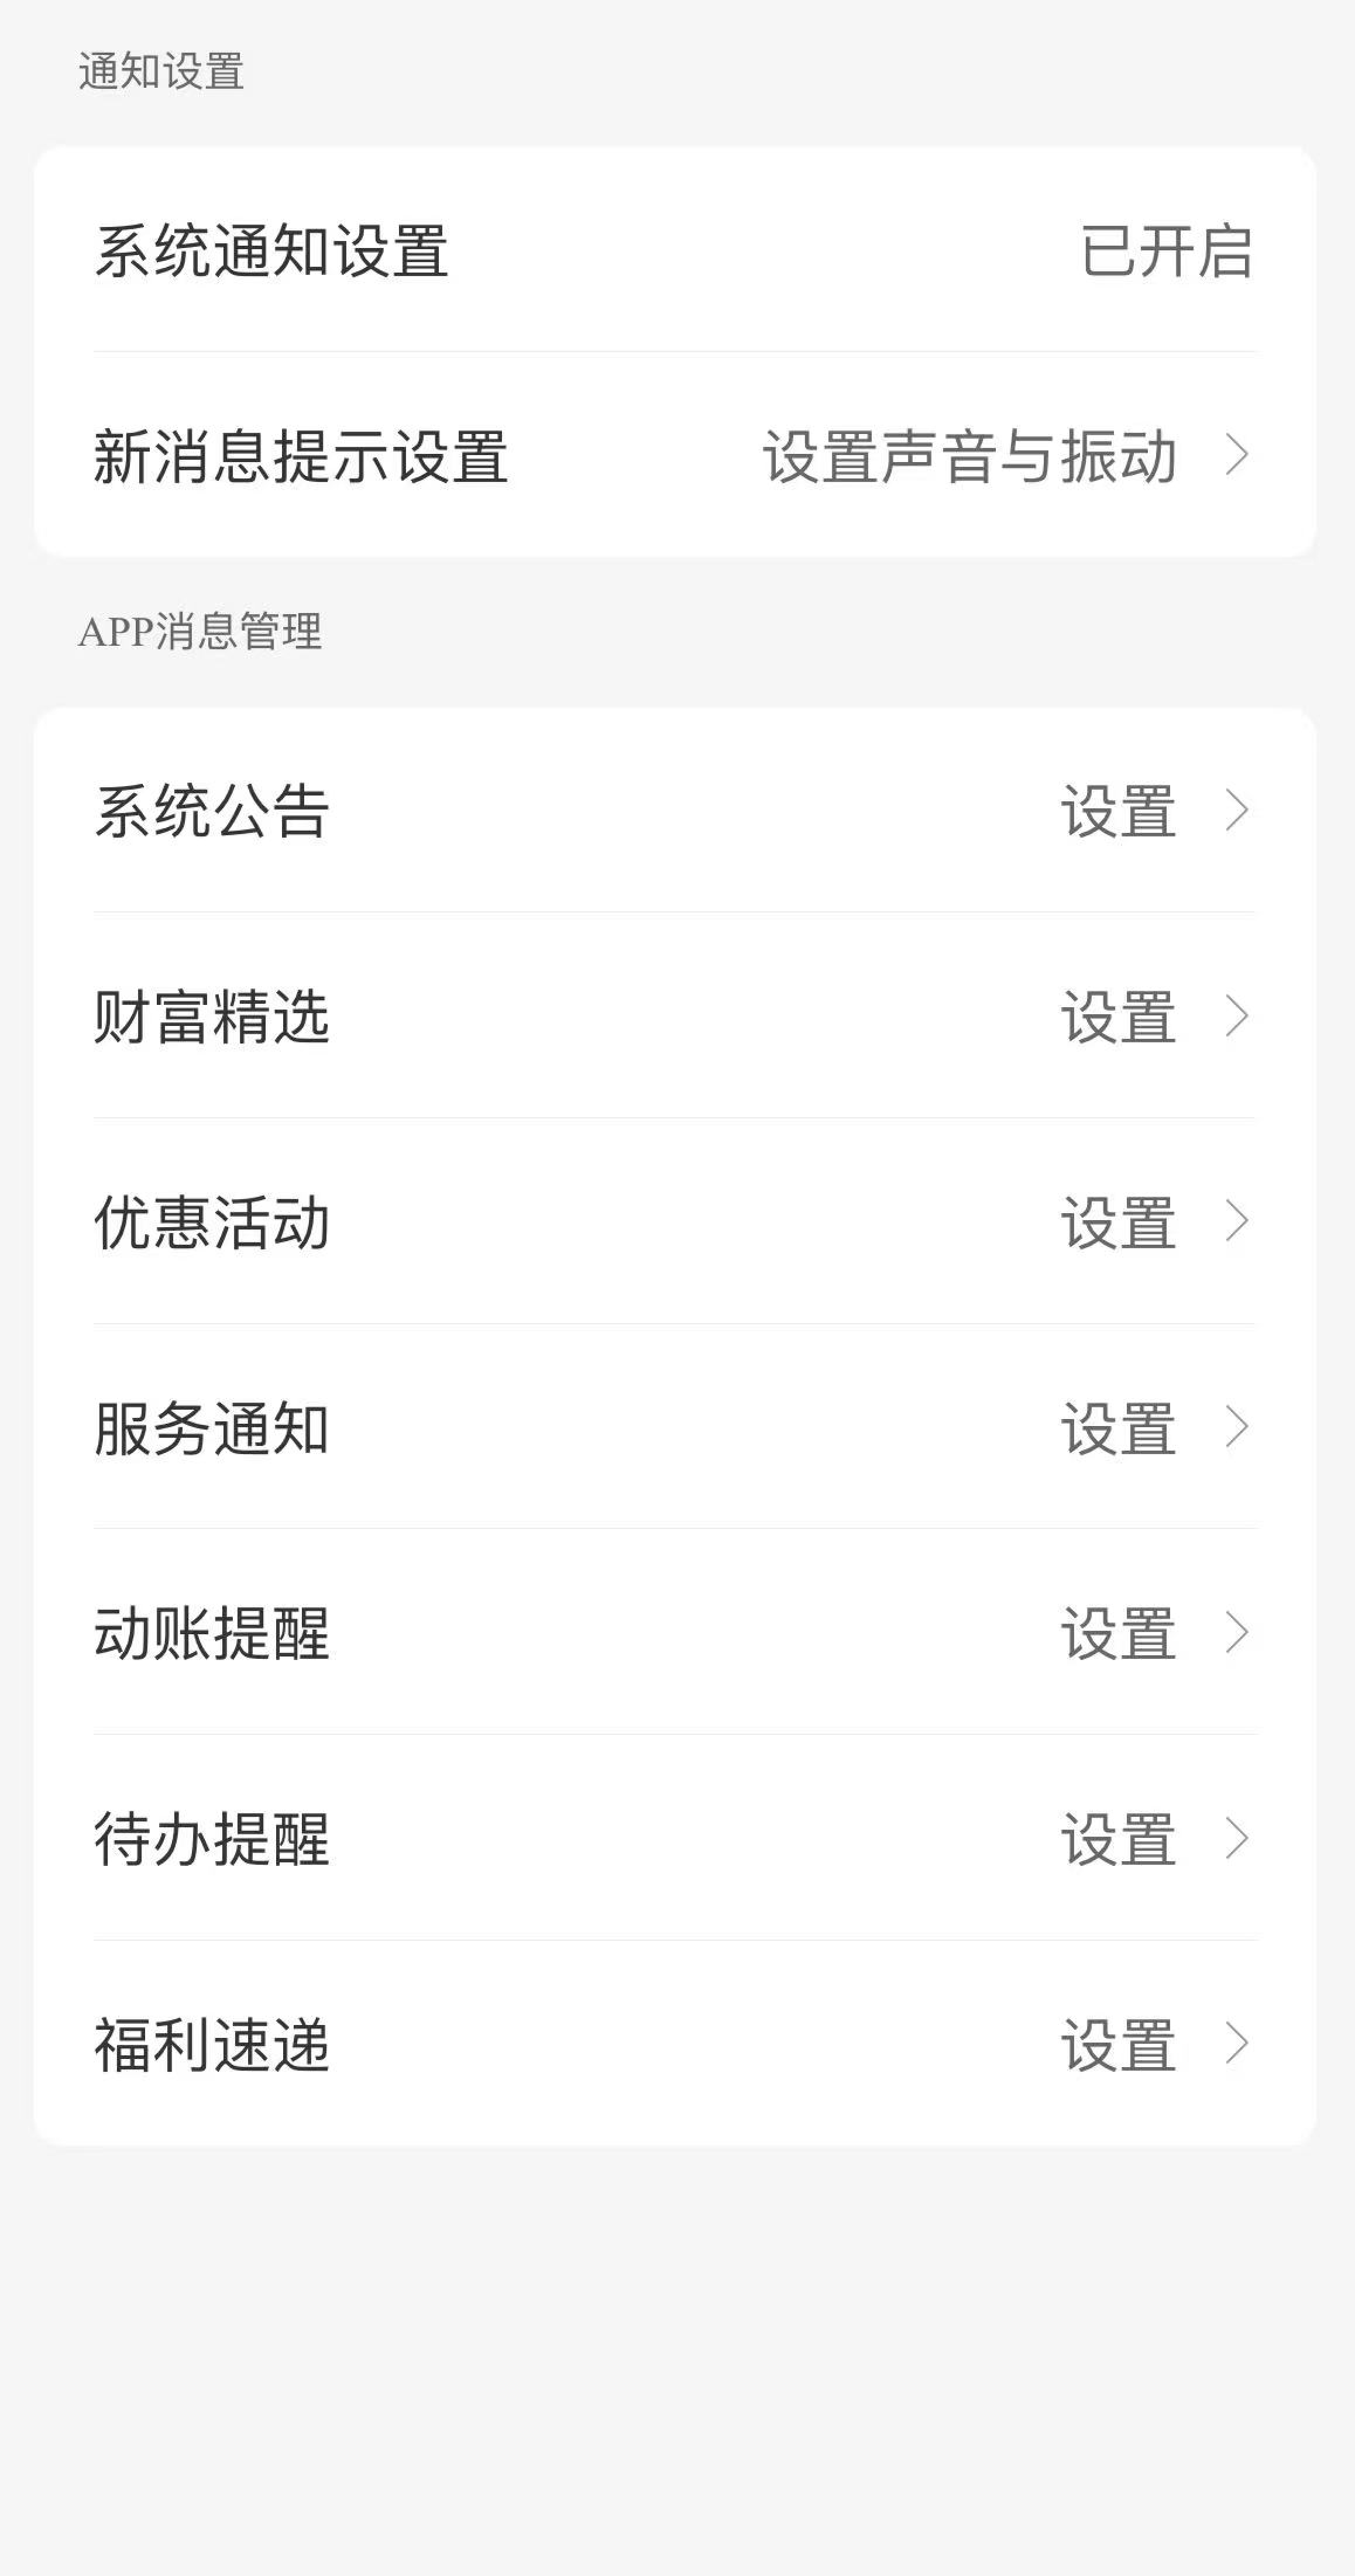 通知设置
系统通知设置 已开启
新消息提示设置 设置声音与振动
APP消息管理
系统公告 设置
财富精选 设置
优惠活动 设置
服务通知 设置
动账提醒 设置
待办提醒 设置
福利速递 设置